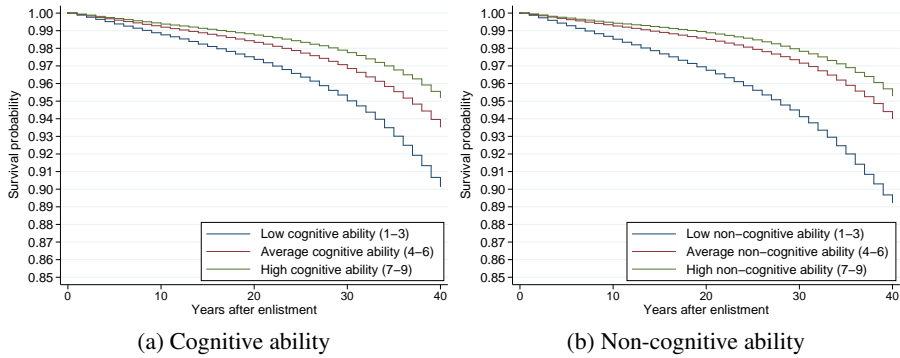 1.00
0.99
0.98
0.97
0.96
0.95
0.94
0.93
0.92
0.91
0.90
0.89
0.88
0.87
0.86
0.85
Survival probability
Low cognitive ability (1−3)
Average cognitive ability (4−6)
High cognitive ability (7−9)
0 10 20 30 40
Years after enlistment
(a) Cognitive ability
1.00
0.99
0.98
0.97
0.96
0.95
0.94
0.93
0.92
0.91
0.90
0.89
0.88
0.87
0.86
0.85
Survival probability
Low non−cognitive ability (1−3)
Average non−cognitive ability (4−6)
High non−cognitive ability (7−9)
0 10 20 30 40
Years after enlistment
(b) Non-cognitive ability